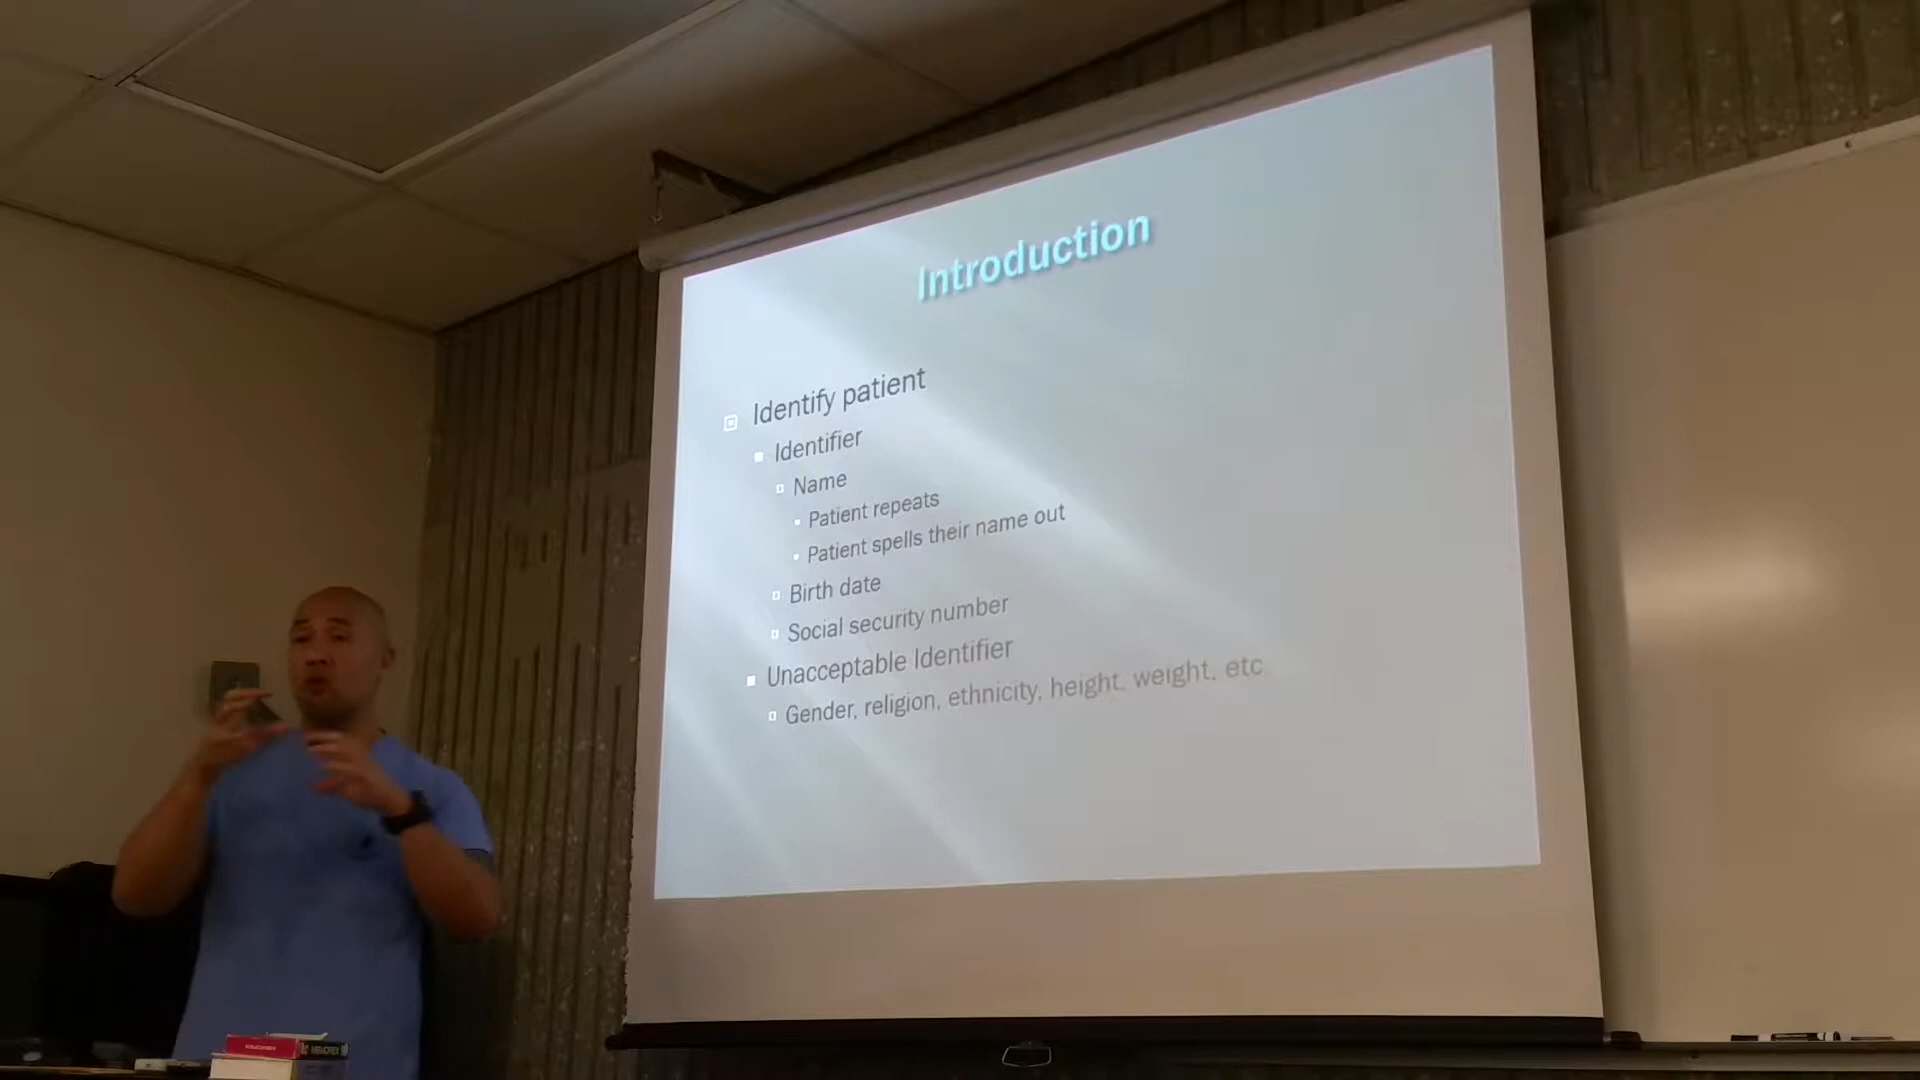 Introduction
Identify patient
Identifier
Name
Patient repeats
Patient spells their name out
Birth date
Social security number
Unacceptable Identifier
Gender, religion, ethnicity, height, weight, etc
MEMOREX